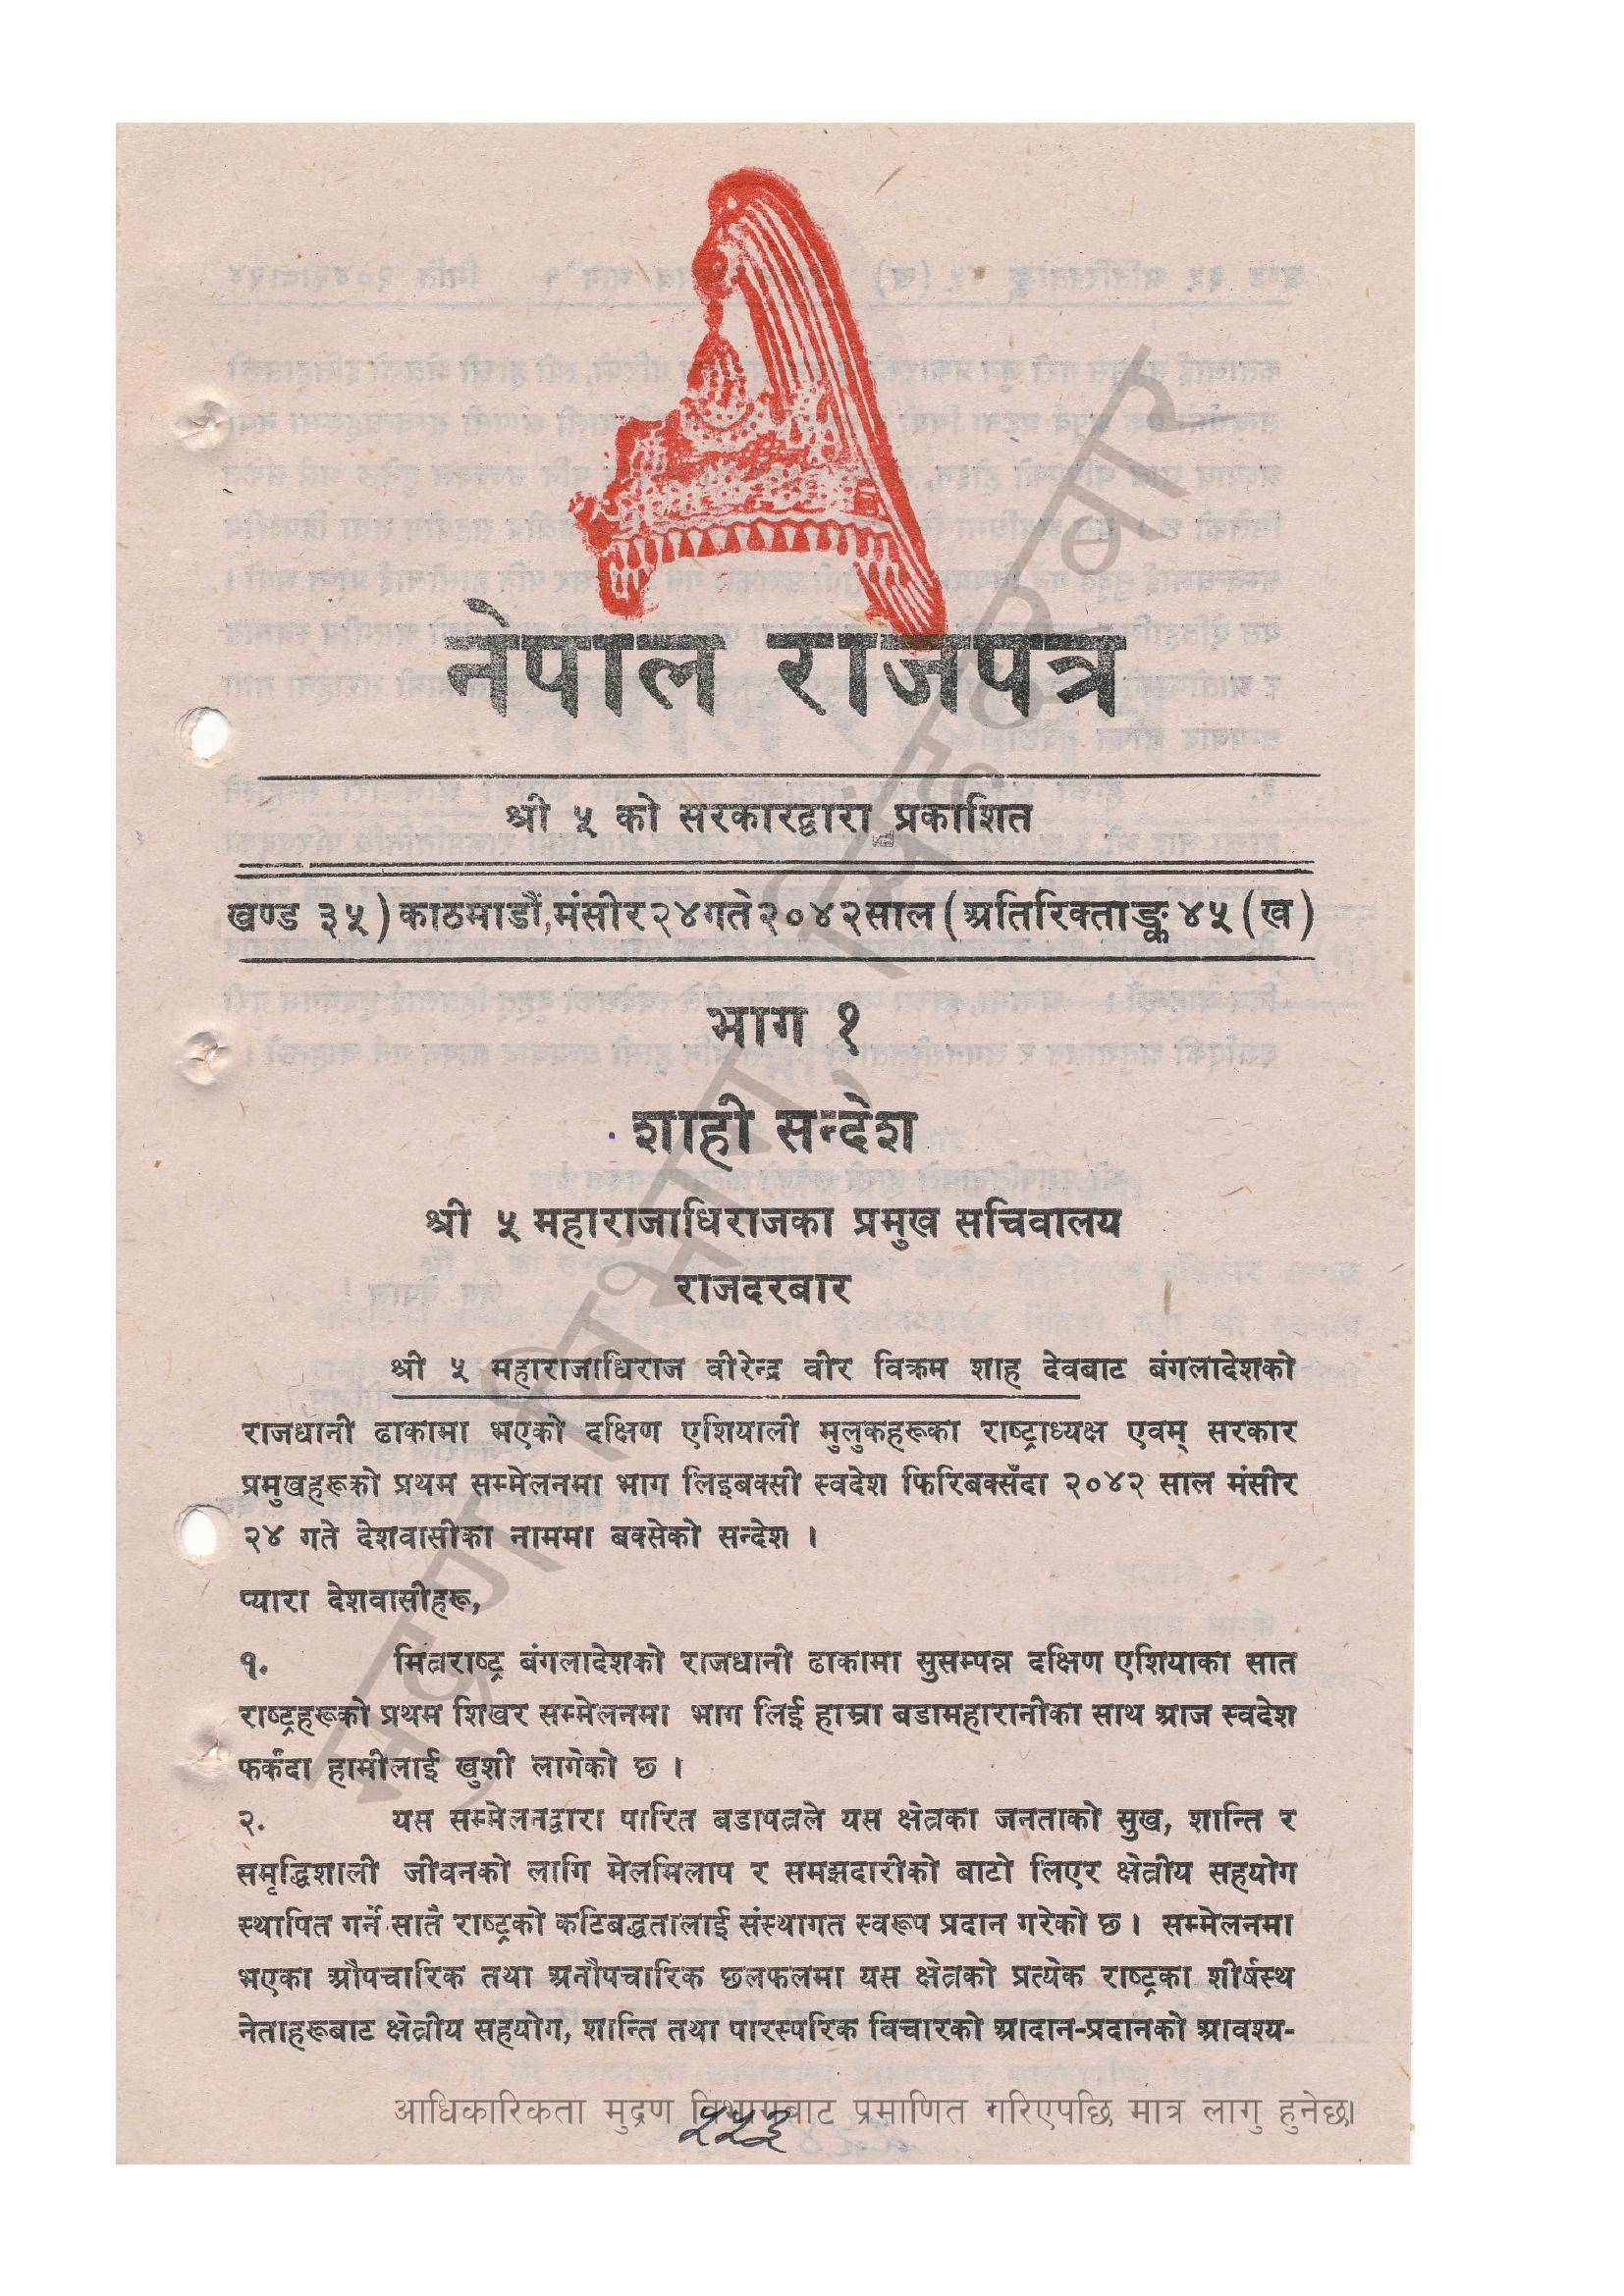 नेपाल राजपत्र
श्री ५ को सरकारद्वारा प्रकाशित
खण्ड ३५) काठमाडौं, मंसीर २४ गते २०४२ साल (अतिरिक्ताङ्क ४५ (ख)
भाग १
शाही सन्देश
श्री ५ महाराजाधिराजका प्रमुख सचिवालय
राजदरबार
श्री ५ महाराजाधिराज वीरेन्द्र वीर विक्रम शाह देवबाट बंगलादेशको
राजधानी ढाकामा भएको दक्षिण एशियाली मुलुकहरूका राष्ट्राध्यक्ष एवम् सरकार
प्रमुखहरूको प्रथम सम्मेलनमा भाग लिइबक्सी स्वदेश फिरिबक्सँदा २०४२ साल मंसीर
२४ गते देशवासीका नाममा बक्सेको सन्देश ।
प्यारा देशवासीहरू,
१. मित्रराष्ट्र बंगलादेशको राजधानी ढाकामा सुसम्पन्न दक्षिण एशियाका सात
राष्ट्रहरूको प्रथम शिखर सम्मेलनमा भाग लिई हाम्रा बडामहारानीका साथ आज स्वदेश
फर्कंदा हामीलाई खुशी लागेको छ ।
२. यस सम्मेलनद्वारा पारित बडापत्रले यस क्षेत्रका जनताको सुख, शान्ति र
समृद्धिशाली जीवनको लागि मेलमिलाप र समझदारीको बाटो लिएर क्षेत्रीय सहयोग
स्थापित गर्ने सातै राष्ट्रको कटिबद्धतालाई संस्थागत स्वरूप प्रदान गरेको छ । सम्मेलनमा
भएका औपचारिक तथा अनौपचारिक छलफलमा यस क्षेत्रको प्रत्येक राष्ट्रका शीर्षस्थ
नेताहरूबाट क्षेत्रीय सहयोग, शान्ति तथा पारस्परिक विचारको आदान-प्रदानको आवश्य-
आधिकारिकता मुद्रण विभागबाट प्रमाणित गरिएपछि मात्र लागु हुनेछ।
५५३